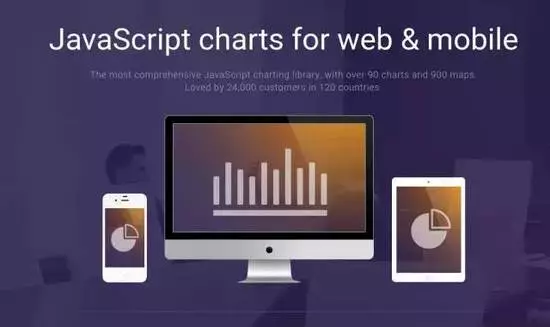 JavaScript charts for web & mobile
The most comprehensive JavaScript charting library, with over 90 charts and 900 maps.
Loved by 24,000 customers in 120 countries